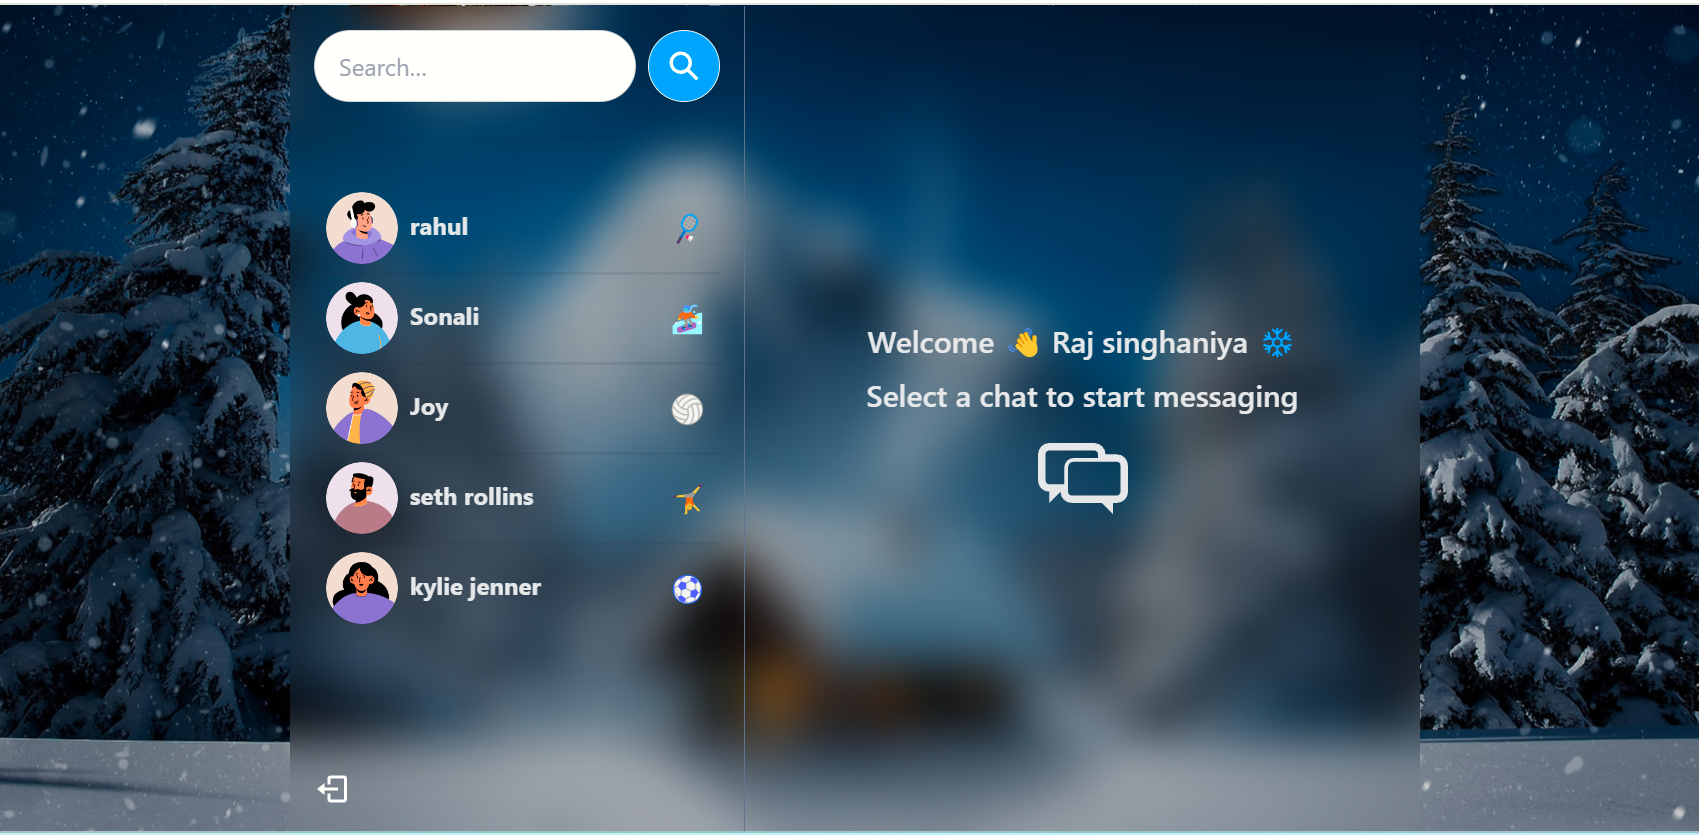 Search...
rahul
Sonali
Joy
seth rollins
kylie jenner
Welcome 👋 Raj singhaniya ❄
Select a chat to start messaging